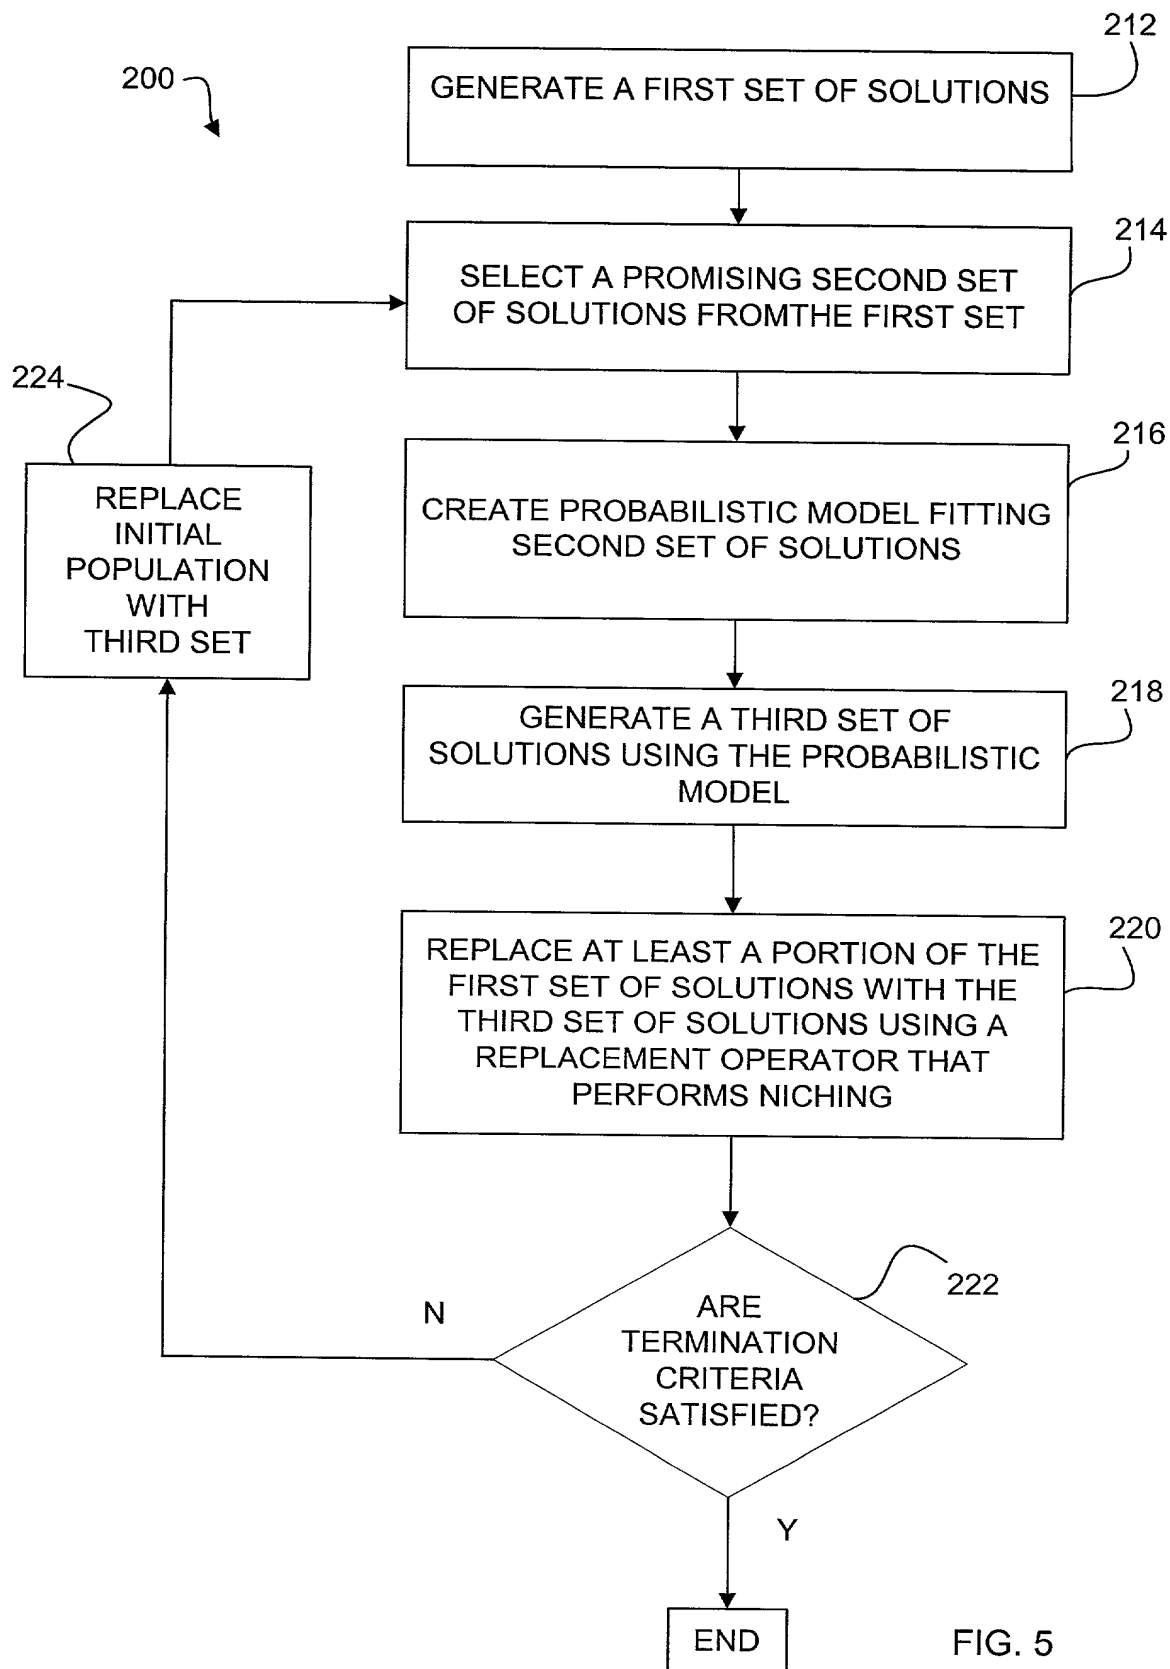 212
200
GENERATE A FIRST SET OF SOLUTIONS
214
SELECT A PROMISING SECOND SET
OF SOLUTIONS FROMTHE FIRST SET
224
216
REPLACE
INITIAL
POPULATION
WITH
THIRD SET
CREATE PROBABILISTIC MODEL FITTING
SECOND SET OF SOLUTIONS
218
GENERATE A THIRD SET OF
SOLUTIONS USING THE PROBABILISTIC
MODEL
220
REPLACE AT LEAST A PORTION OF THE
FIRST SET OF SOLUTIONS WITH THE
THIRD SET OF SOLUTIONS USING A
REPLACEMENT OPERATOR THAT
PERFORMS NICHING
222
N
ARE
TERMINATION
CRITERIA
SATISFIED?
Y
END
FIG. 5